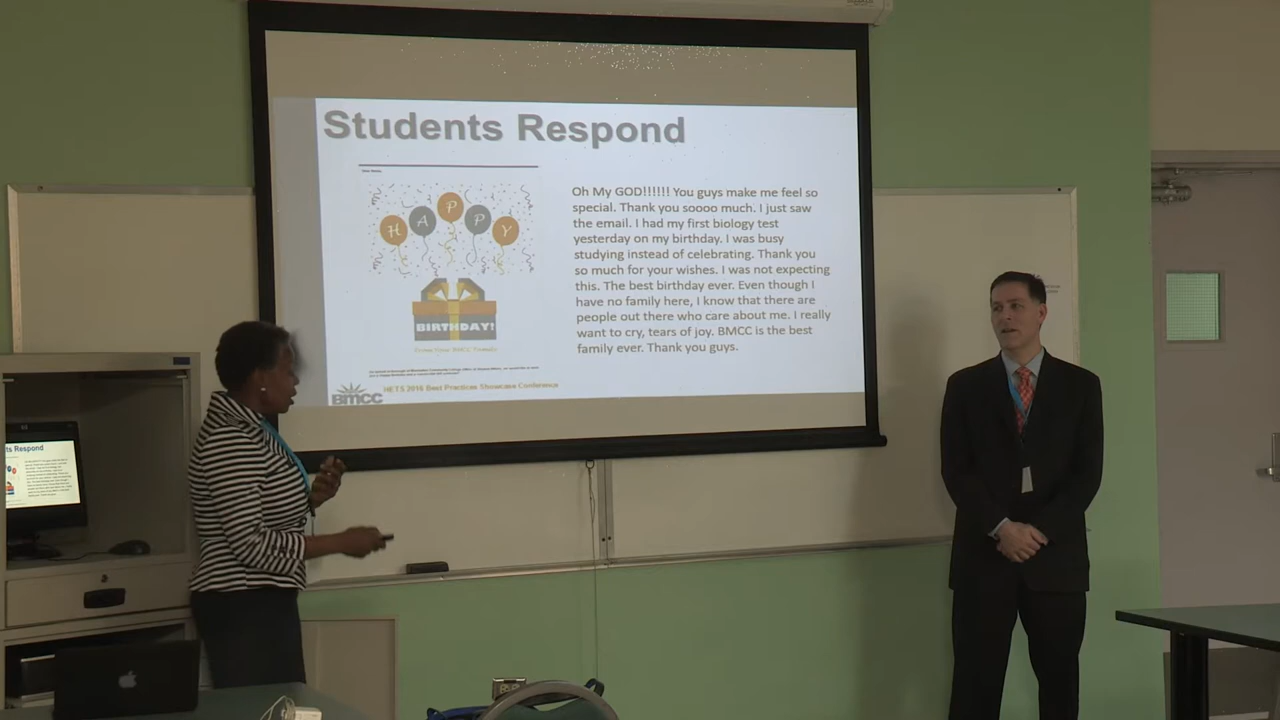 Students Respond
HAPPY
BIRTHDAY!
Oh My GOD!!!!!! You guys make me feel so
special. Thank you soooo much. I just saw
the email. I had my first biology test
yesterday on my birthday. I was busy
studying instead of celebrating. Thank you
so much for your wishes. I was not expecting
this. The best birthday ever. Even though I
have no family here, I know that there are
people out there who care about me. I really
want to cry, tears of joy. BMCC is the best
family ever. Thank you guys.
BMCC
HETS 2016 Best Practices Showcase Conference
ts Respond